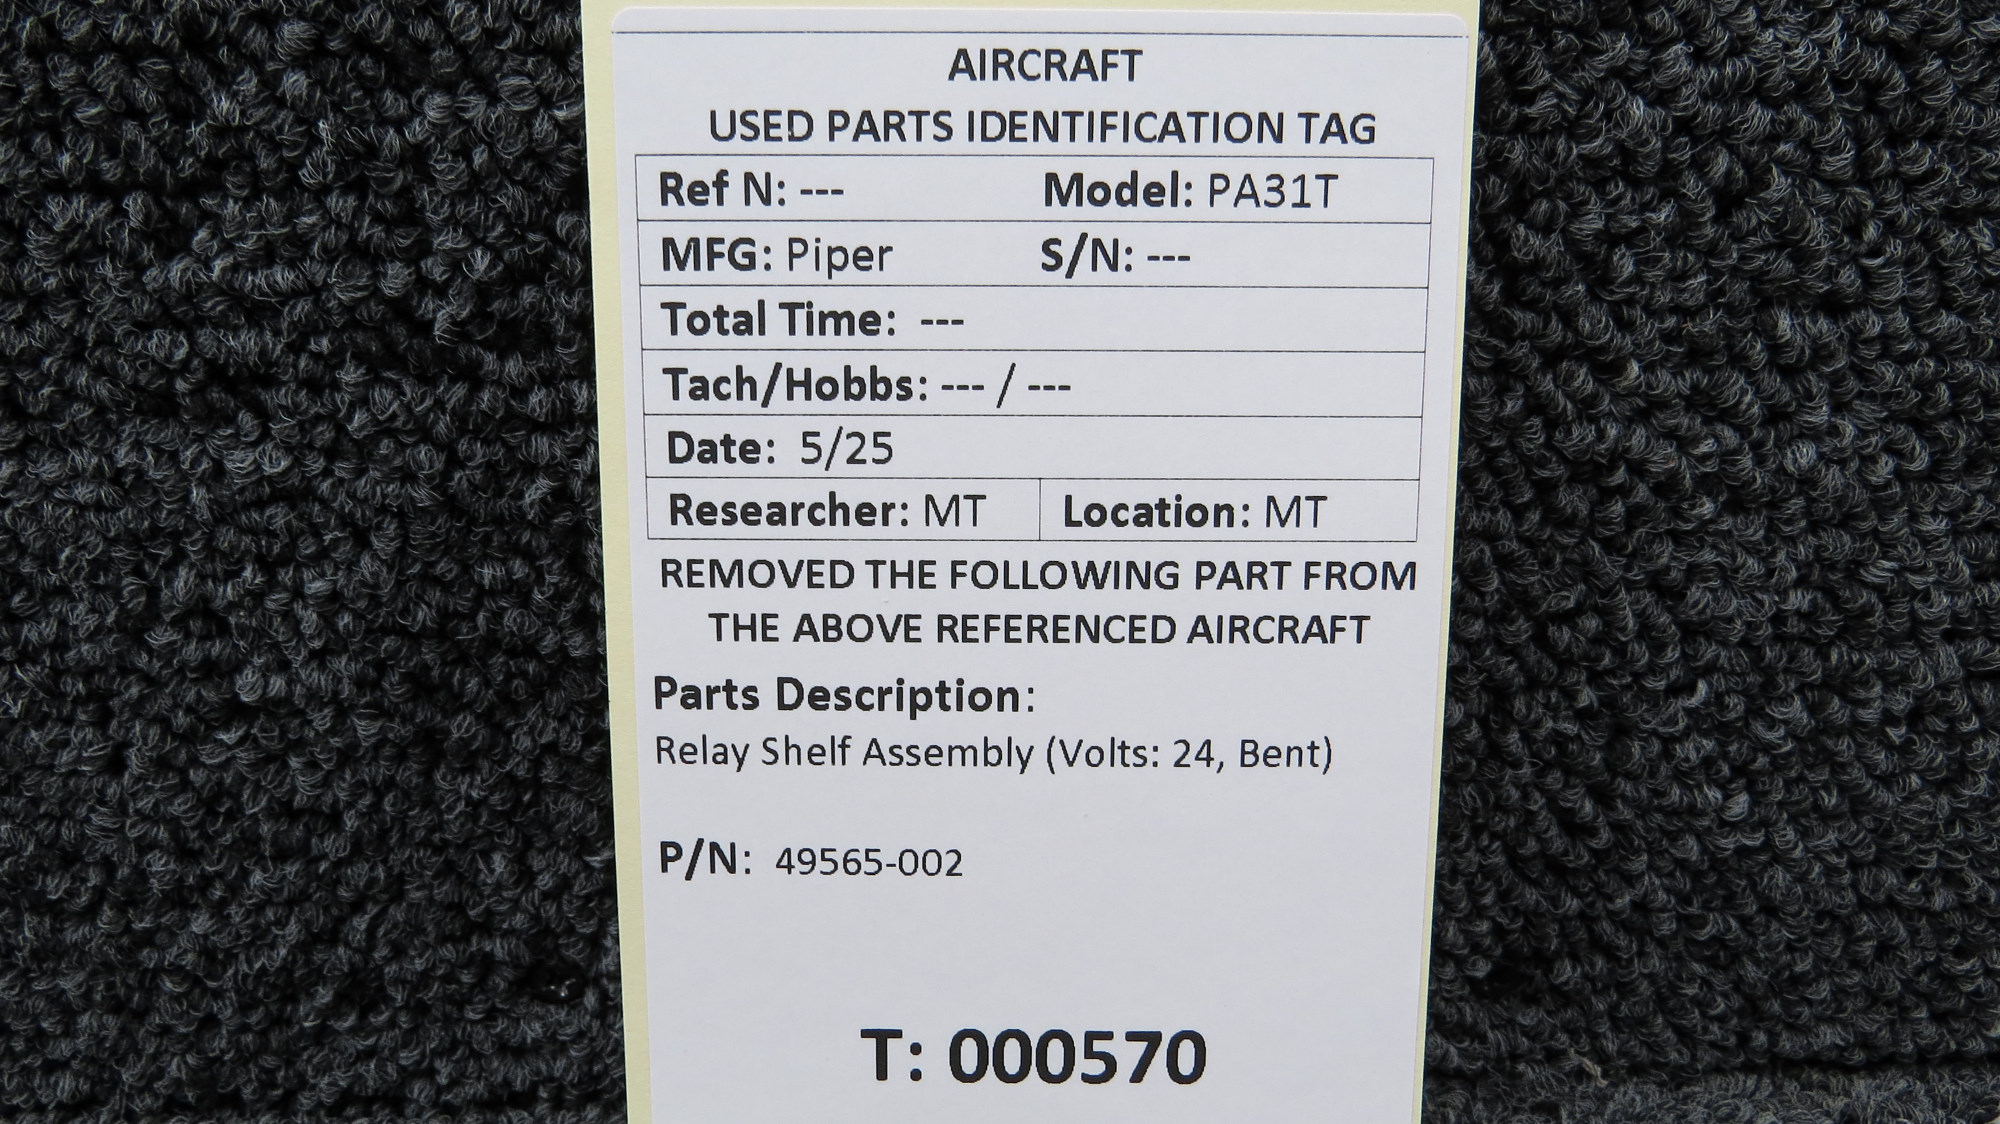 AIRCRAFT
USED PARTS IDENTIFICATION TAG
Ref N: --- Model: PA31T
MFG: Piper S/N: ---
Total Time: ---
Tach/Hobbs: --- / ---
Date: 5/25
Researcher: MT Location: MT
REMOVED THE FOLLOWING PART FROM
THE ABOVE REFERENCED AIRCRAFT
Parts Description:
Relay Shelf Assembly (Volts: 24, Bent)
P/N: 49565-002
T: 000570